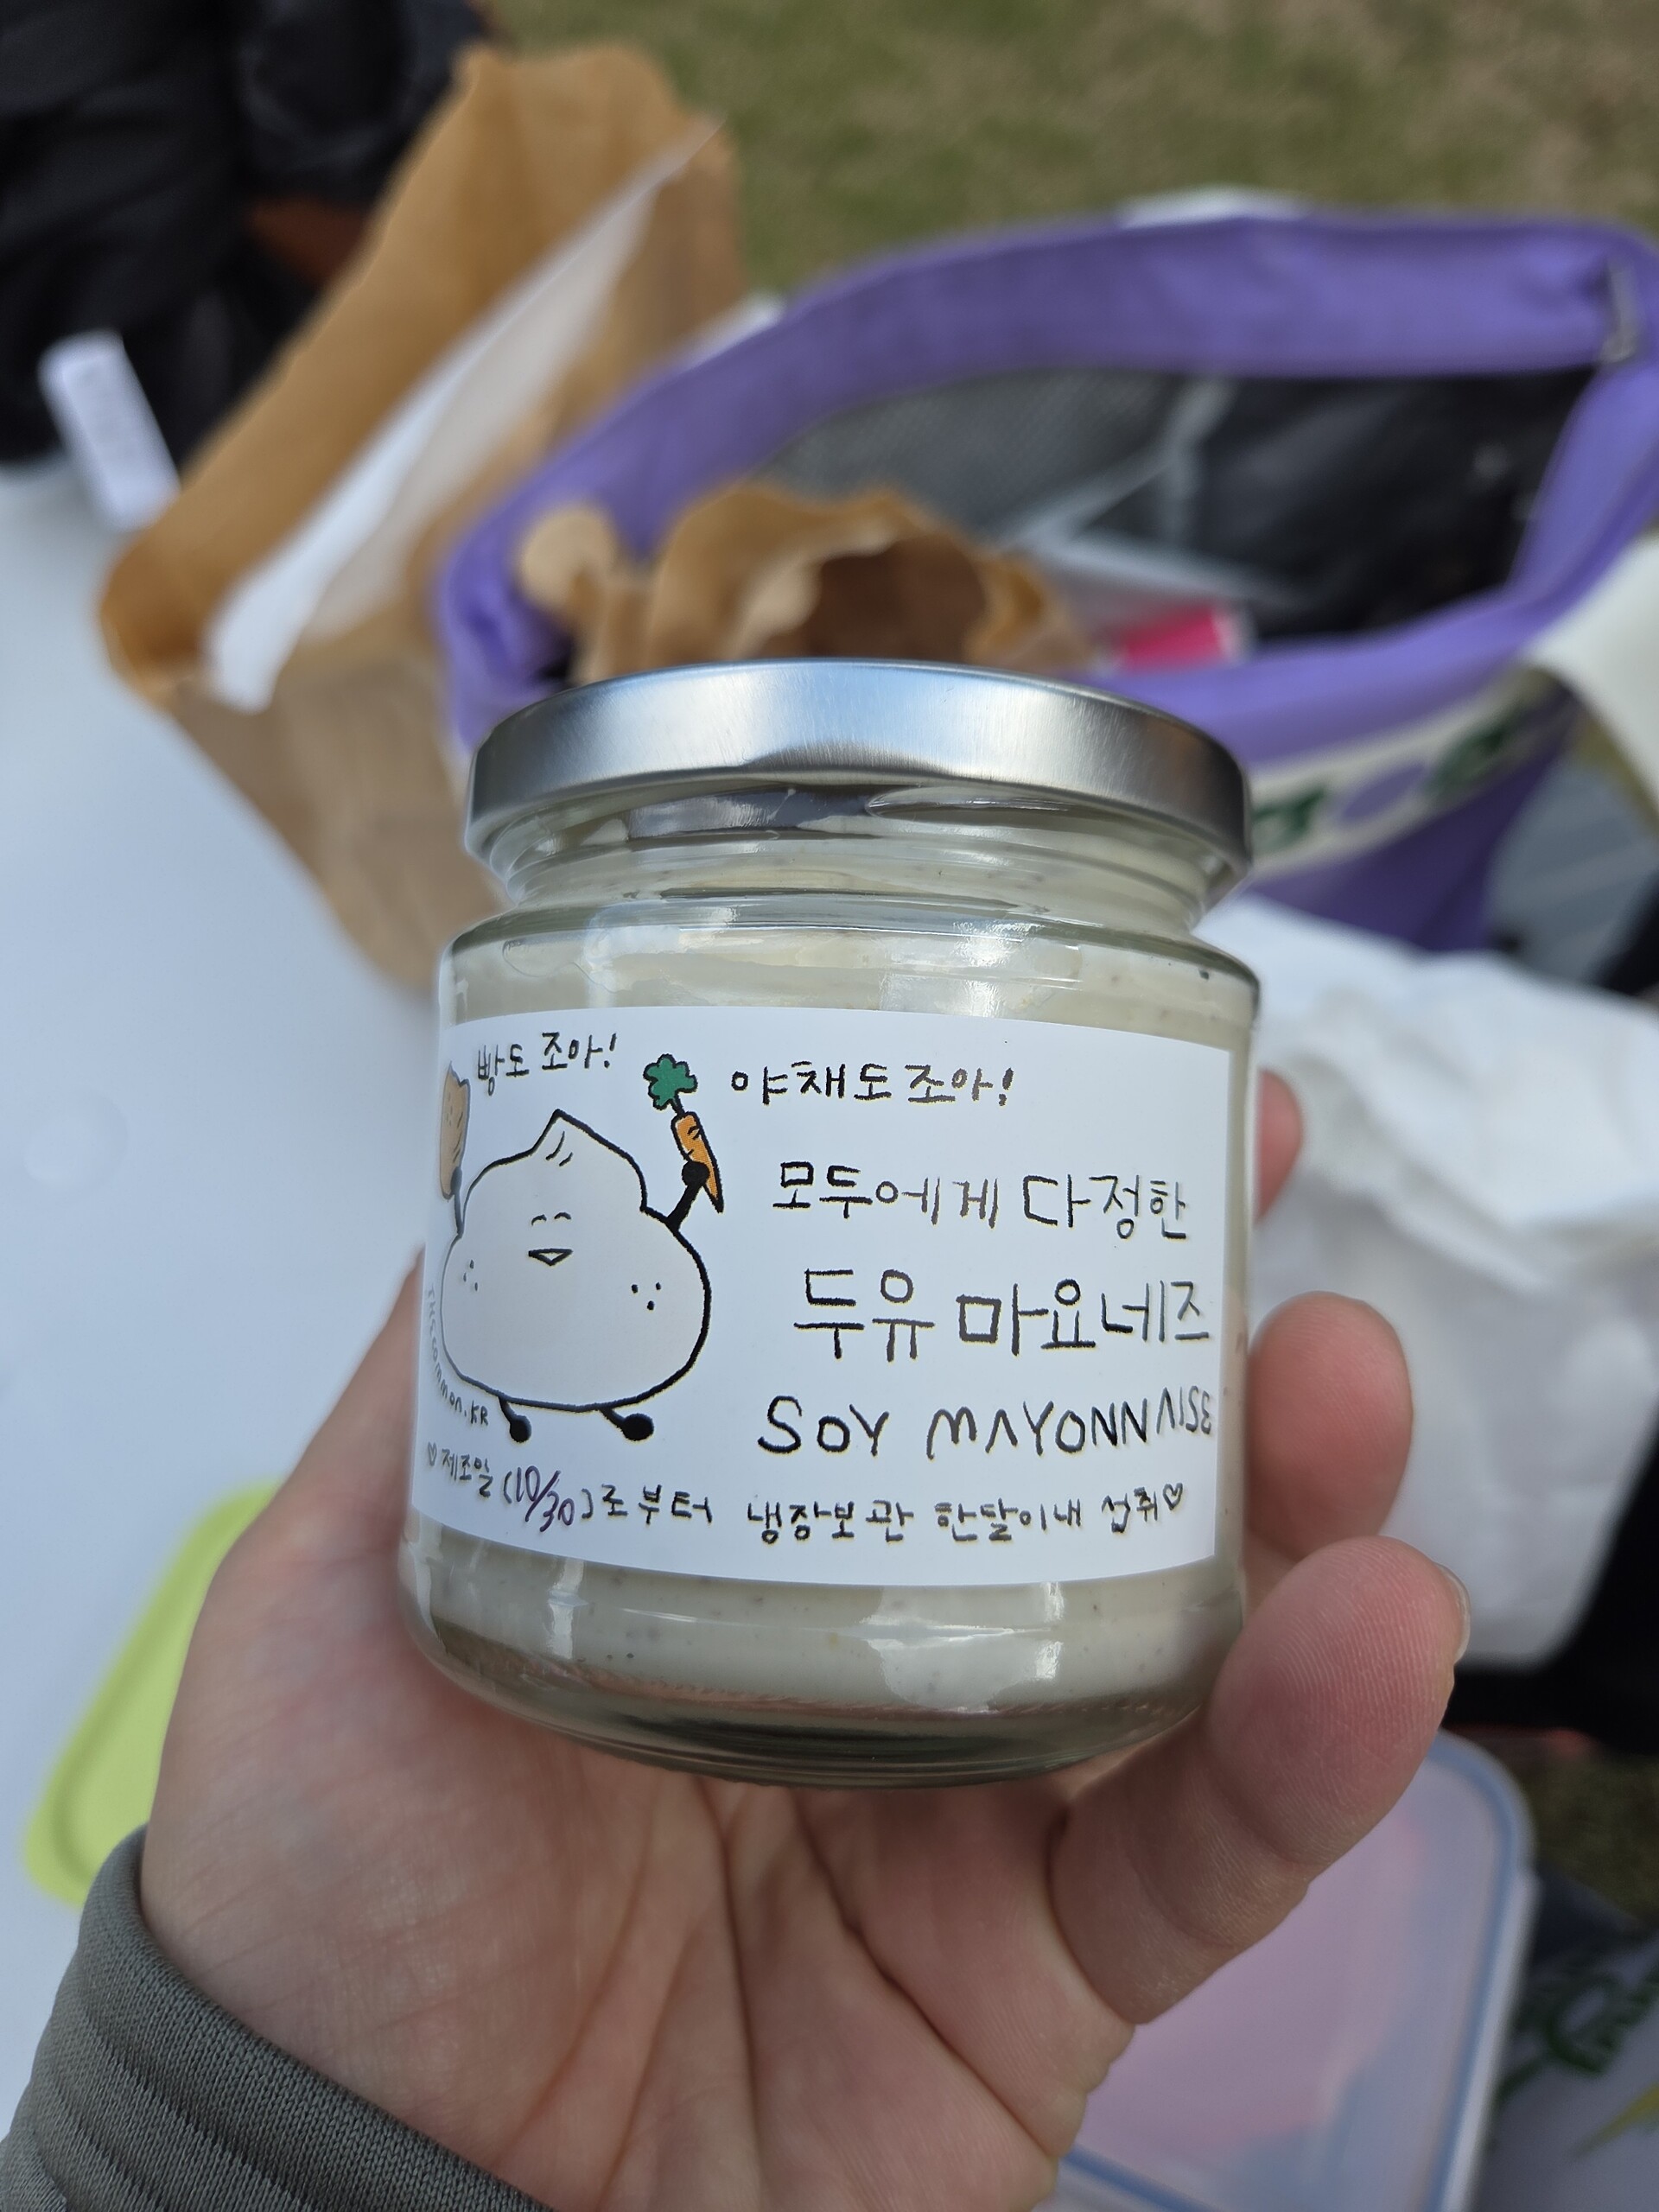 빵도 조아!
야채도 조아!
모두에게 다정한
두유 마요네즈
SOY MAYONNAISE
♡ 제조일 (10/30)로부터 냉장보관 한달이내 섭취♡